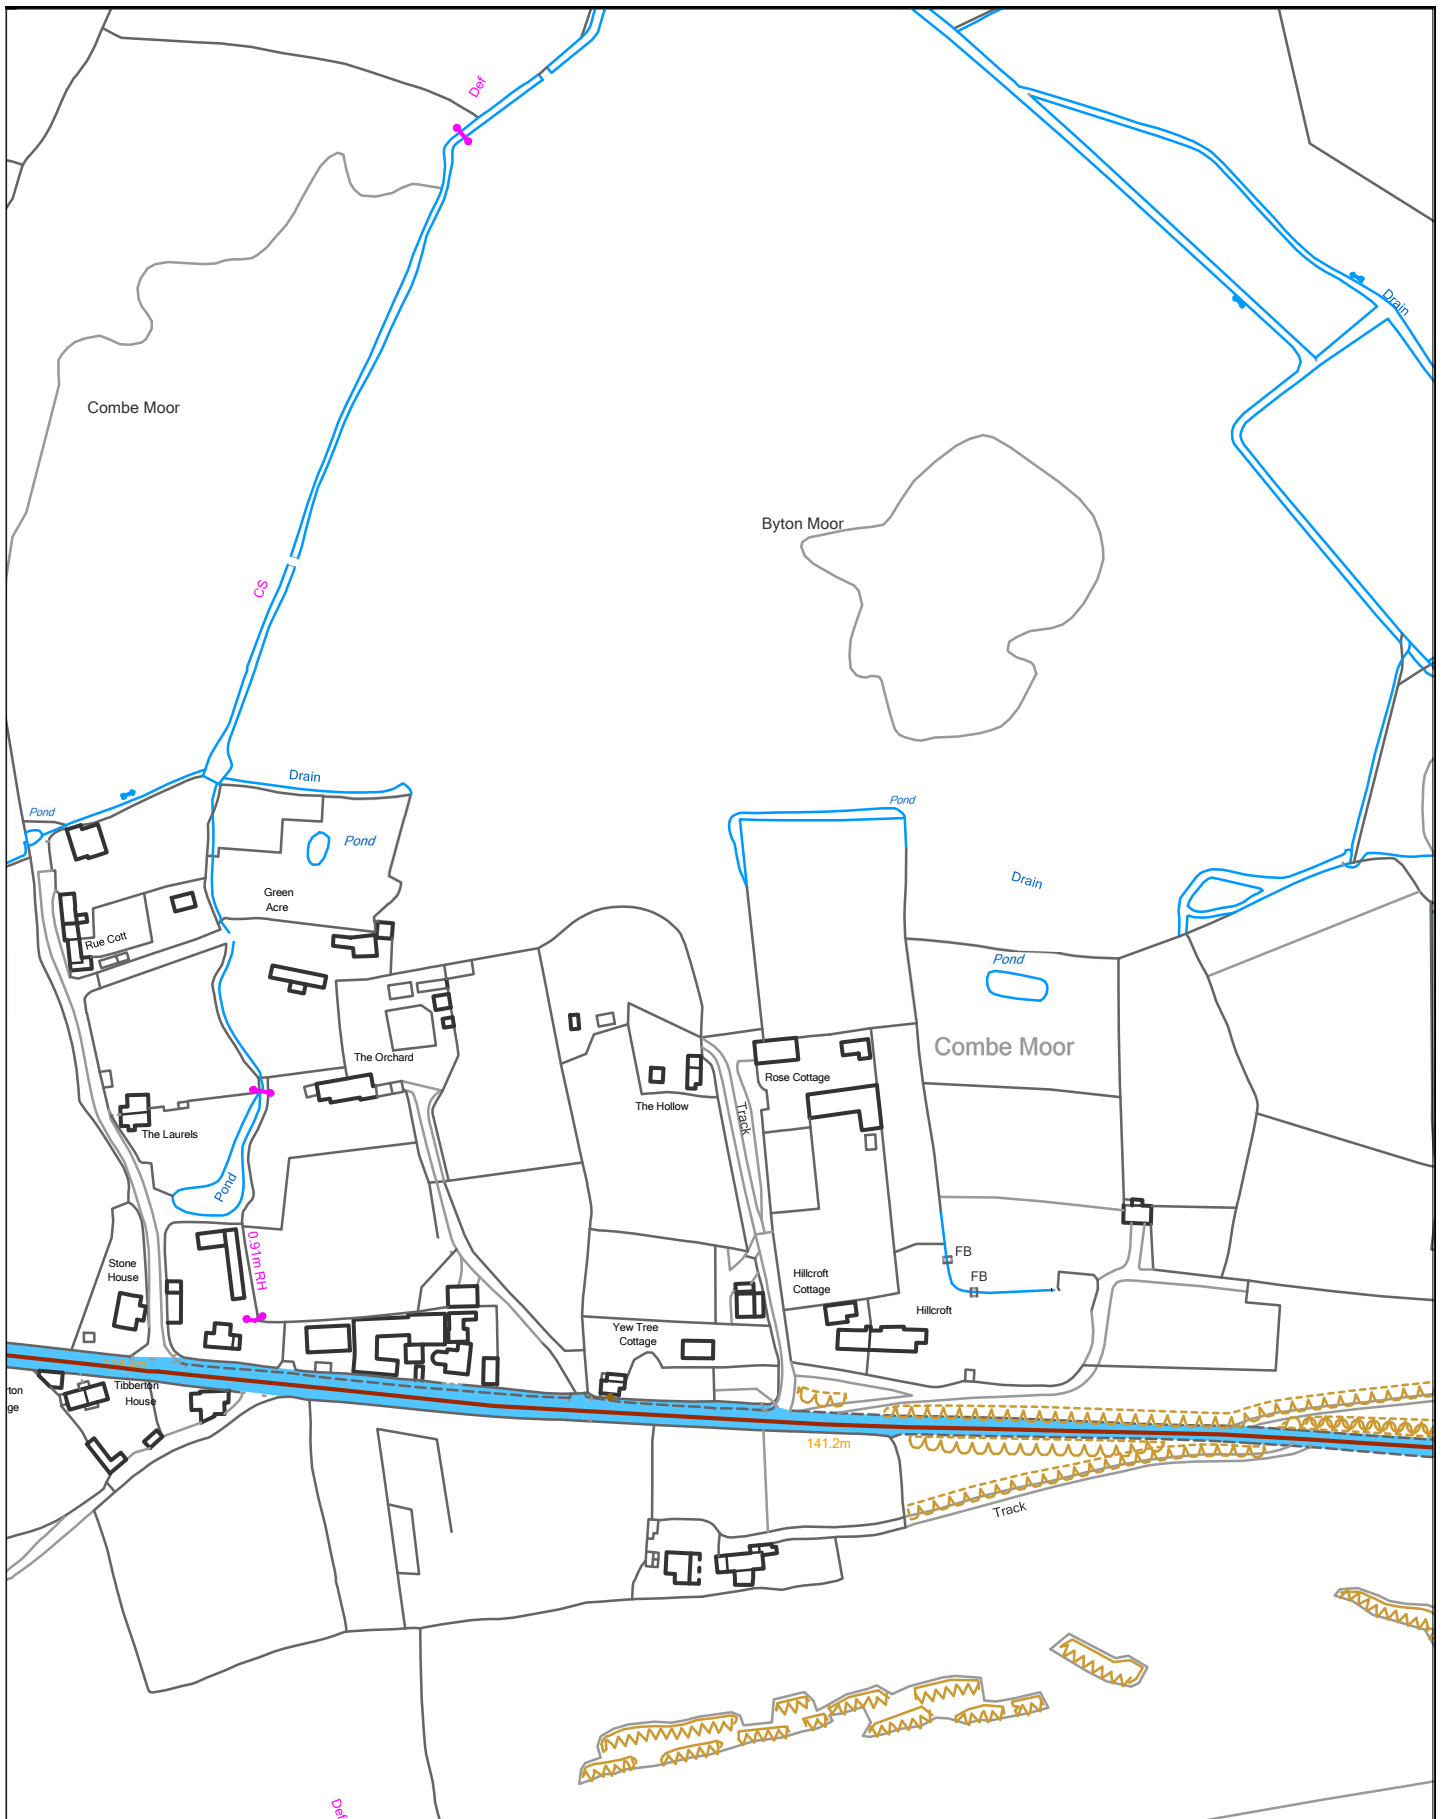 Def
Drain
Combe Moor
Byton Moor
CS
Drain
Pond
Pond
Pond
Green
Acre
Drain
Rue Cott
Pond
Combe Moor
The Orchard
Rose Cottage
The Hollow
Track
The Laurels
Pond
0.91m RH
FB
FB
Stone
House
Hillcroft
Cottage
Hillcroft
Yew Tree
Cottage
Tibberton
House
rton
ge
141.2m
Track
Def